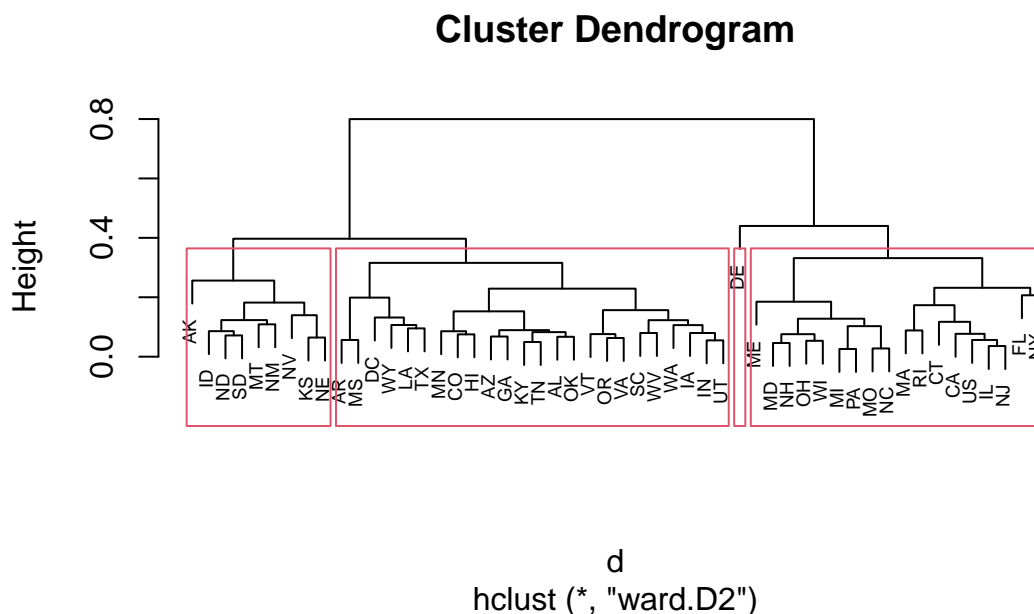 Cluster Dendrogram
Height
0.0
0.4
0.8
AK
ID
ND
SD
MT
NM
NV
KS
NE
AR
MS
DC
WY
LA
TX
MN
CO
HI
AZ
GA
KY
TN
AL
OK
VT
OR
VA
SC
WV
WA
IA
IN
UT
DE
ME
MD
NH
OH
WI
MI
PA
MO
NC
MA
RI
CT
CA
US
IL
NJ
FL
d
hclust (*, "ward.D2")